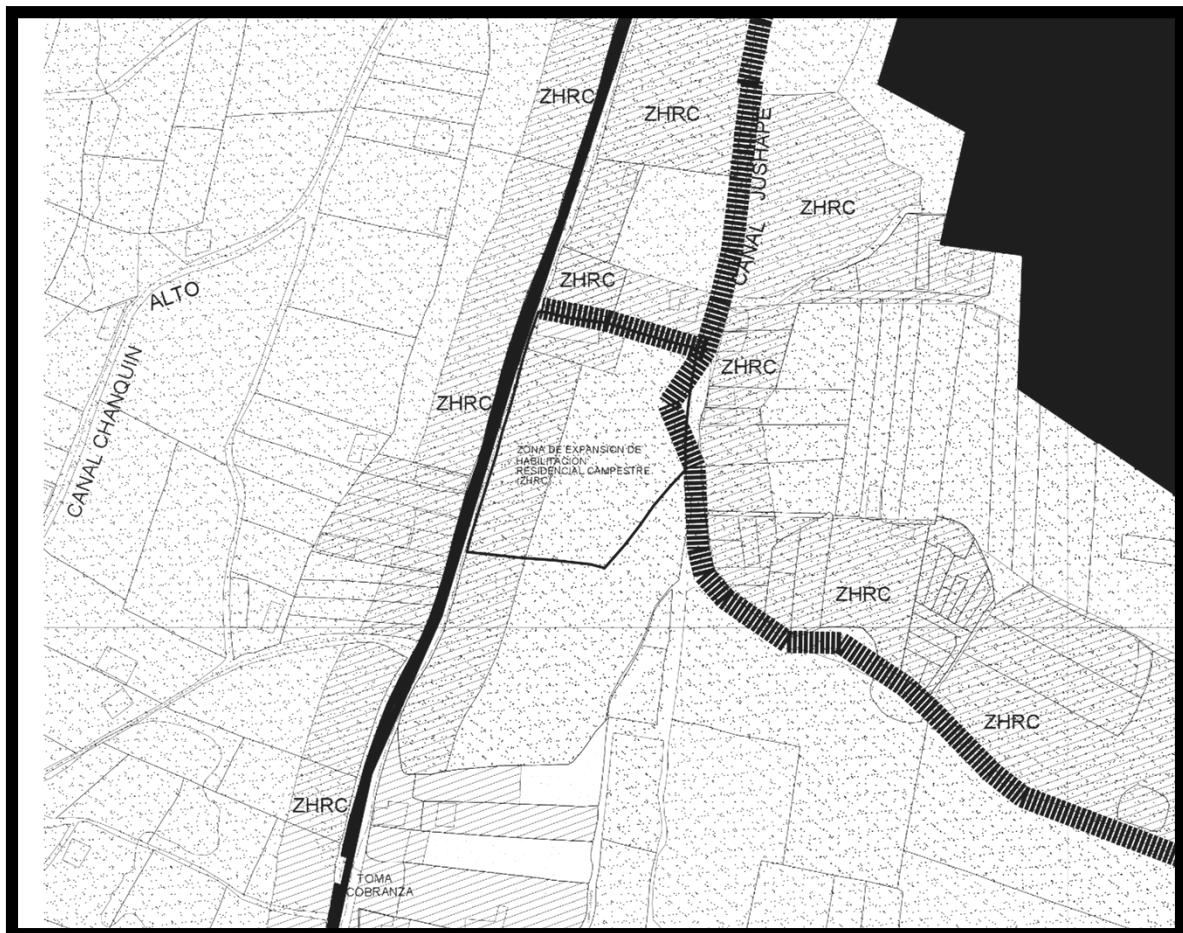 ZHRC
ZHRC
CANAL JUSHAPE
ZHRC
ZHRC
ALTO
CANAL CHANQUIN
ZHRC
ZHRC
ZONA DE EXPANSION DE
HABILITACION
RESIDENCIAL CAMPESTRE
(ZHRC)
ZHRC
ZHRC
ZHRC
TOMA
COBRANZA